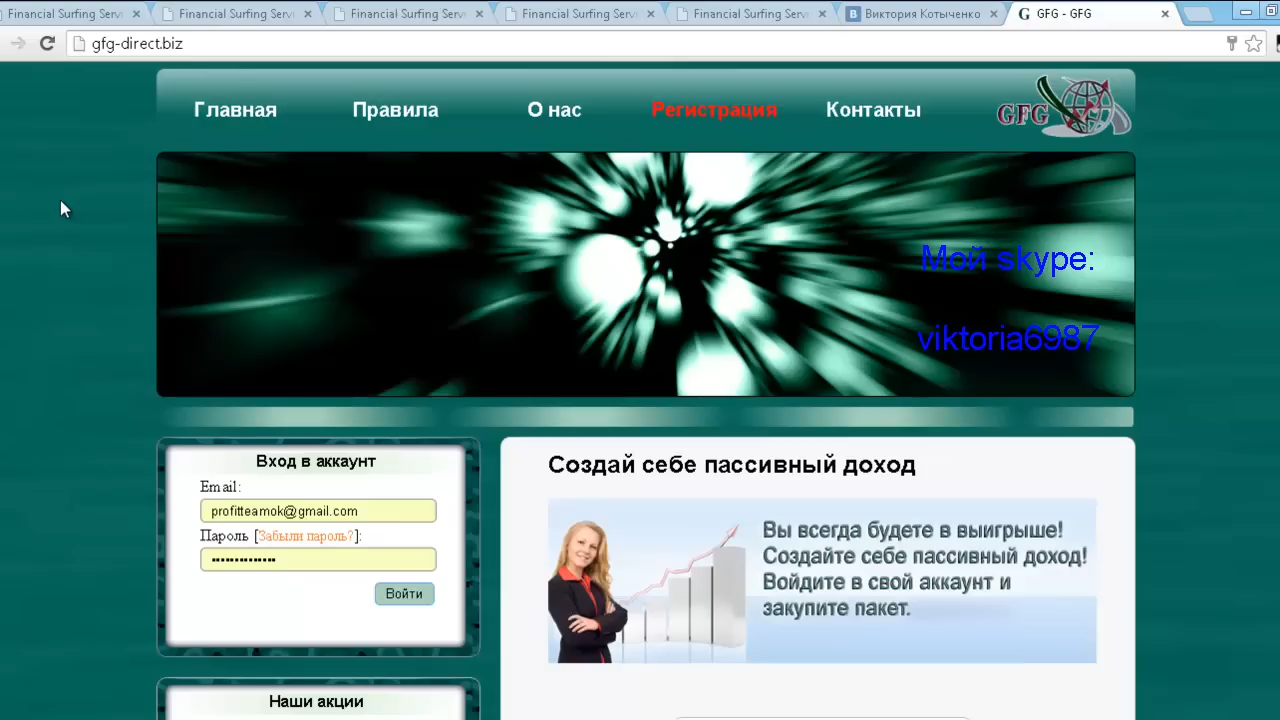 Financial Surfing Servi
Financial Surfing Servi
Financial Surfing Servi
Financial Surfing Servi
Financial Surfing Servi
Виктория Котыченко
GFG - GFG
gfg-direct.biz
Главная
Правила
О нас
Регистрация
Контакты
GFG
Мой skype:
viktoria6987
Вход в аккаунт
Email:
profitteamok@gmail.com
Пароль [Забыли пароль?]:
Войти
Наши акции
Создай себе пассивный доход
Вы всегда будете в выигрыше!
Создайте себе пассивный доход!
Войдите в свой аккаунт и
закупите пакет.